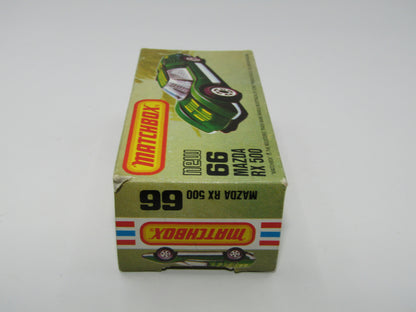 MATCHBOX
new
66
MAZDA
RX 500
66
MAZDA RX 500
MATCHBOX